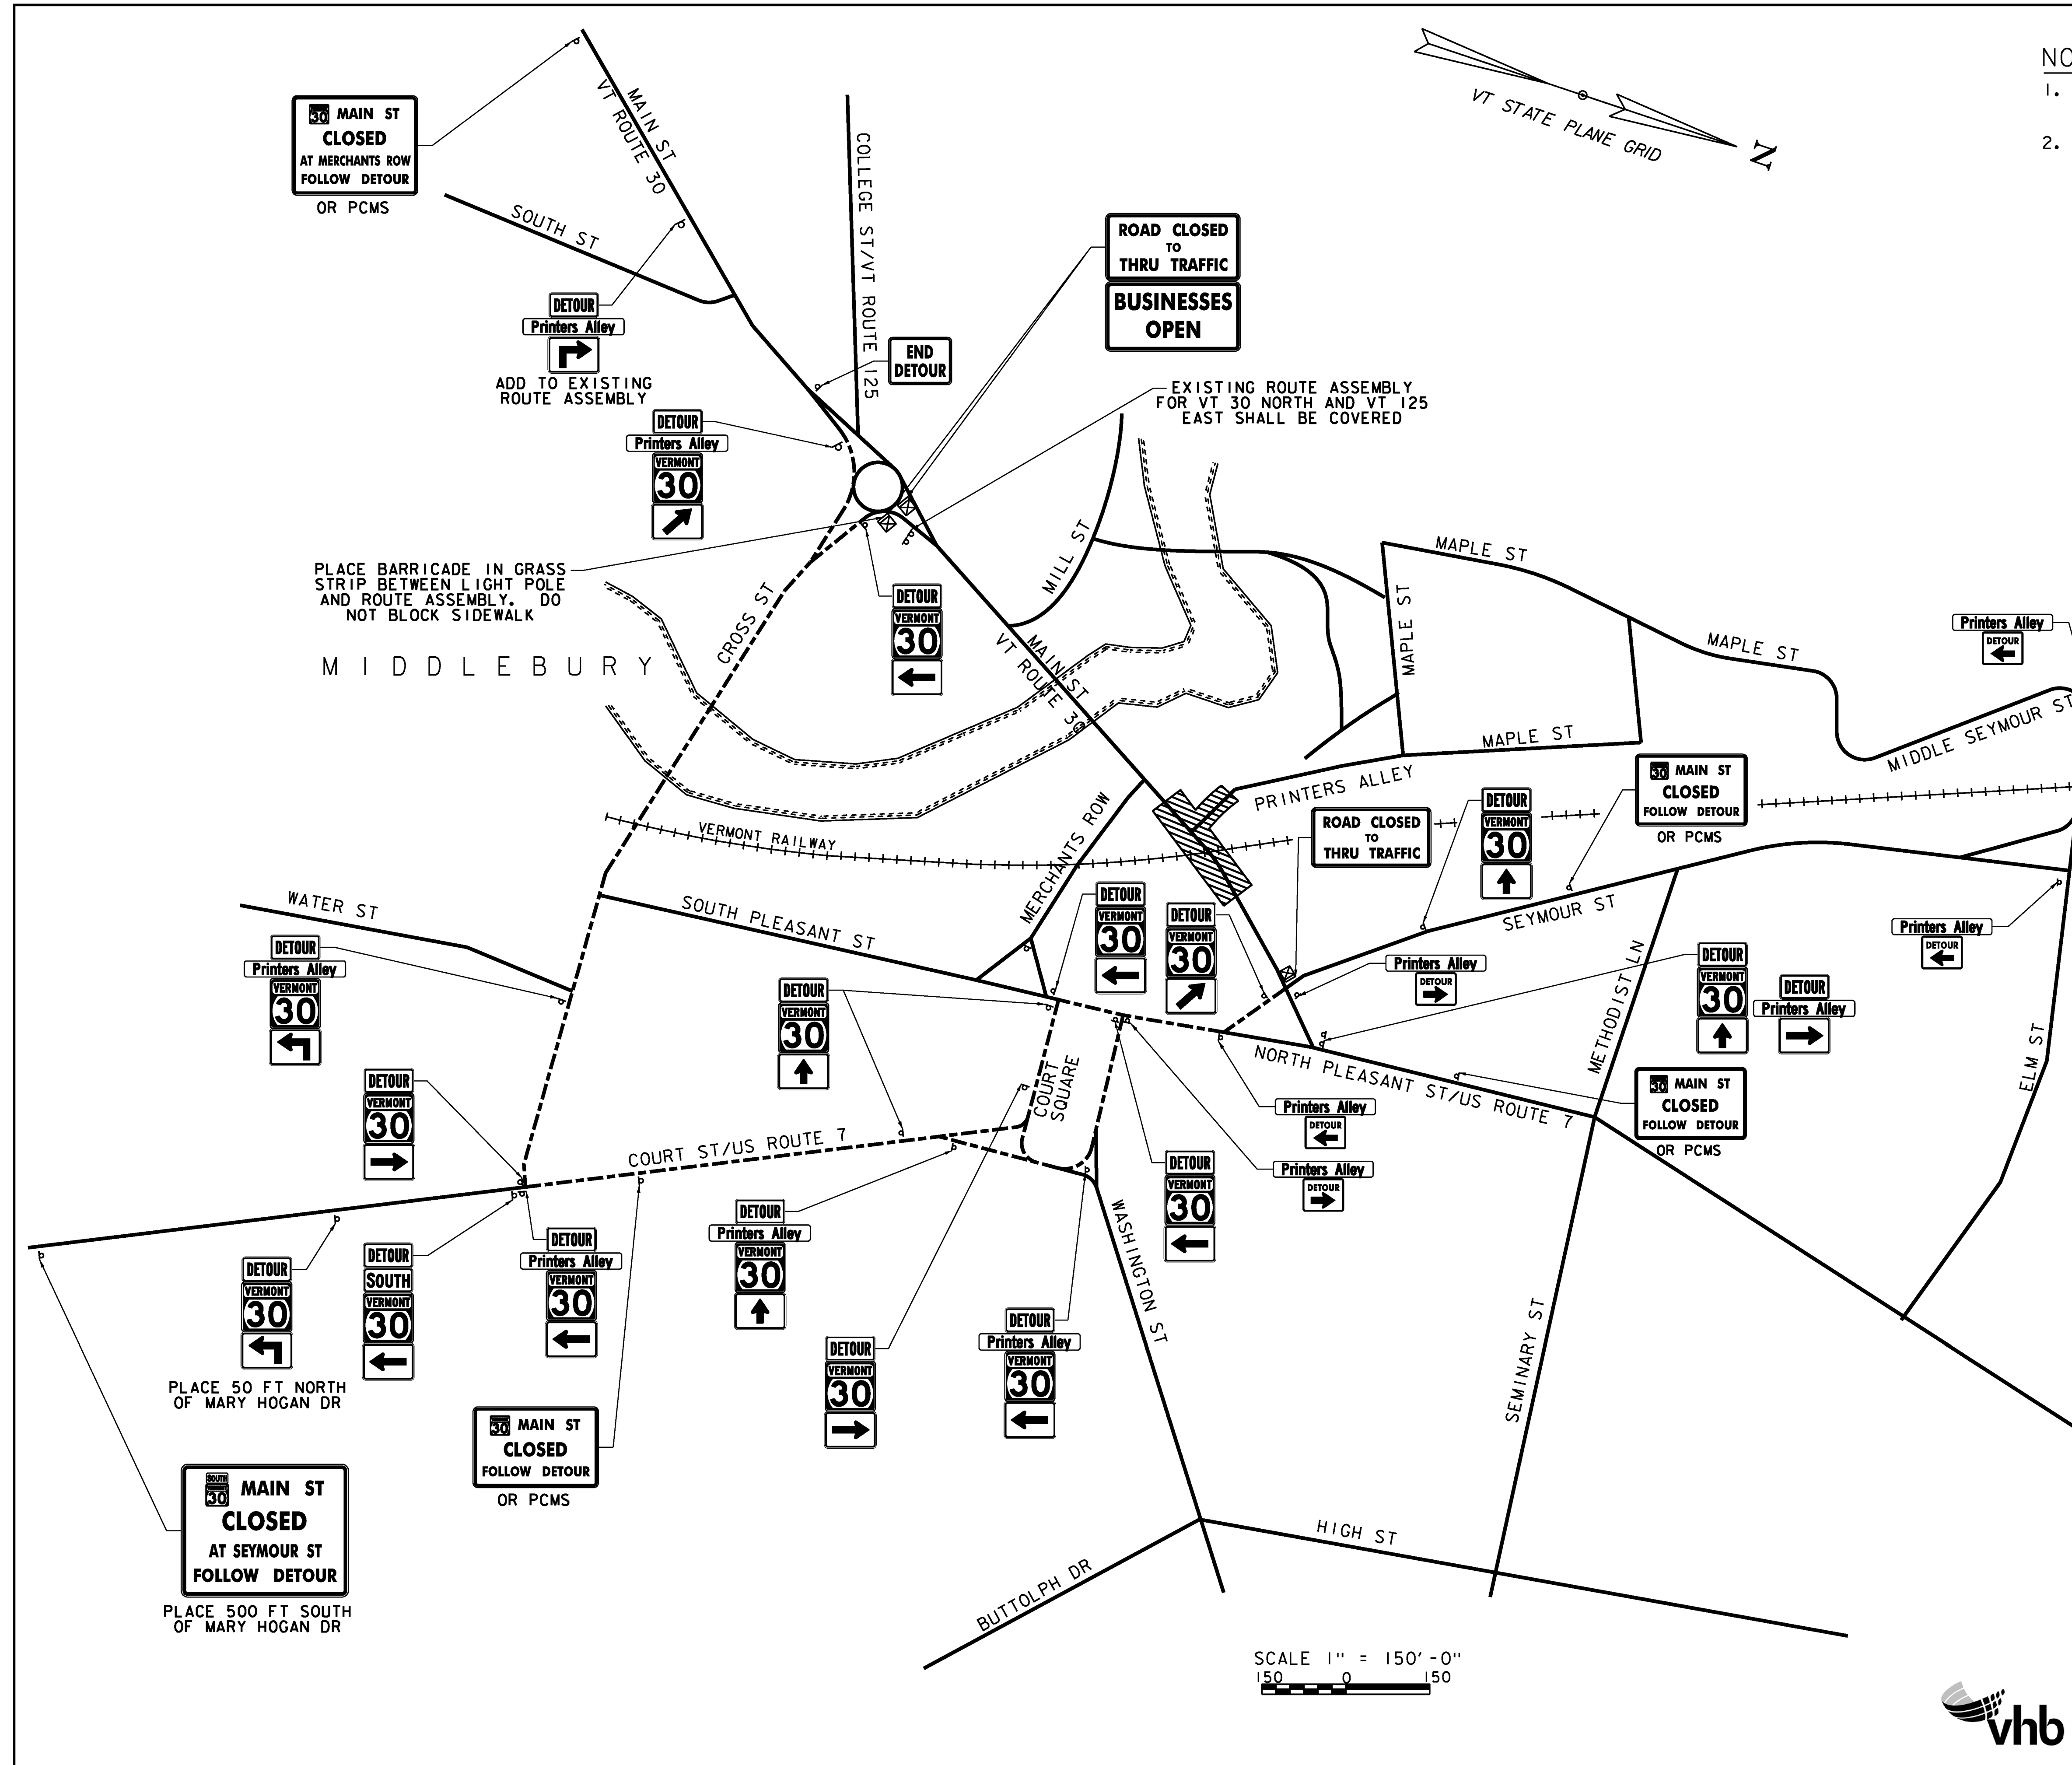 NO
1.
2.
VT STATE PLANE GRID
N
30 MAIN ST
CLOSED
AT MERCHANTS ROW
FOLLOW DETOUR
OR PCMS
MAIN ST
VT ROUTE 30
COLLEGE ST/VT ROUTE 125
SOUTH ST
ROAD CLOSED
TO
THRU TRAFFIC
BUSINESSES
OPEN
DETOUR
Printers Alley
ADD TO EXISTING
ROUTE ASSEMBLY
END
DETOUR
EXISTING ROUTE ASSEMBLY
FOR VT 30 NORTH AND VT 125
EAST SHALL BE COVERED
DETOUR
Printers Alley
VERMONT
30
PLACE BARRICADE IN GRASS
STRIP BETWEEN LIGHT POLE
AND ROUTE ASSEMBLY. DO
NOT BLOCK SIDEWALK
DETOUR
VERMONT
30
MILL ST
CROSS ST
MIDDLEBURY
MAIN ST
VT ROUTE 30
MAPLE ST
MAPLE ST
MAPLE ST
MAPLE ST
Printers Alley
DETOUR
MIDDLE SEYMOUR ST
PRINTERS ALLEY
30 MAIN ST
CLOSED
FOLLOW DETOUR
OR PCMS
DETOUR
VERMONT
30
ROAD CLOSED
TO
THRU TRAFFIC
VERMONT RAILWAY
MERCHANTS ROW
WATER ST
SOUTH PLEASANT ST
SEYMOUR ST
DETOUR
VERMONT
30
DETOUR
VERMONT
30
Printers Alley
DETOUR
Printers Alley
DETOUR
DETOUR
Printers Alley
VERMONT
30
DETOUR
VERMONT
30
METHODIST LN
DETOUR
VERMONT
30
DETOUR
Printers Alley
ELM ST
DETOUR
VERMONT
30
COURT
SQUARE
NORTH PLEASANT ST/US ROUTE 7
30 MAIN ST
CLOSED
FOLLOW DETOUR
OR PCMS
Printers Alley
DETOUR
Printers Alley
DETOUR
COURT ST/US ROUTE 7
DETOUR
VERMONT
30
WASHINGTON ST
DETOUR
VERMONT
30
PLACE 50 FT NORTH
OF MARY HOGAN DR
DETOUR
SOUTH
VERMONT
30
DETOUR
Printers Alley
VERMONT
30
DETOUR
Printers Alley
VERMONT
30
DETOUR
VERMONT
30
DETOUR
Printers Alley
VERMONT
30
SEMINARY ST
30 MAIN ST
CLOSED
FOLLOW DETOUR
OR PCMS
SOUTH
30 MAIN ST
CLOSED
AT SEYMOUR ST
FOLLOW DETOUR
PLACE 500 FT SOUTH
OF MARY HOGAN DR
HIGH ST
BUTTOLPH DR
SCALE 1" = 150'-0"
150 0 150
vhb